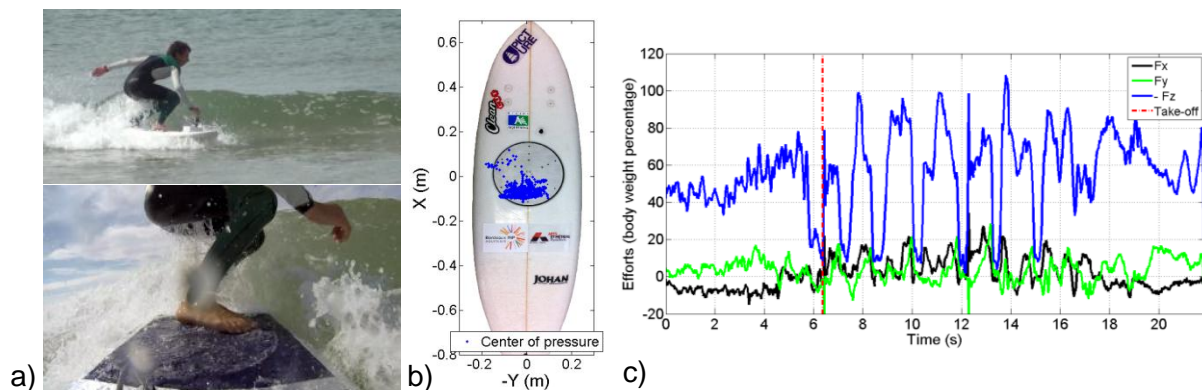 a)
b)
X (m)
0.6
0.4
0.2
0
-0.2
-0.4
-0.6
-0.8
PICTURE
Clean
JOHAN
Center of pressure
-0.2 0 0.2
-Y (m)
c)
Efforts (body weight percentage)
120
100
80
60
40
20
0
-20
Fx
Fy
- Fz
Take-off
0 2 4 6 8 10 12 14 16 18 20
Time (s)